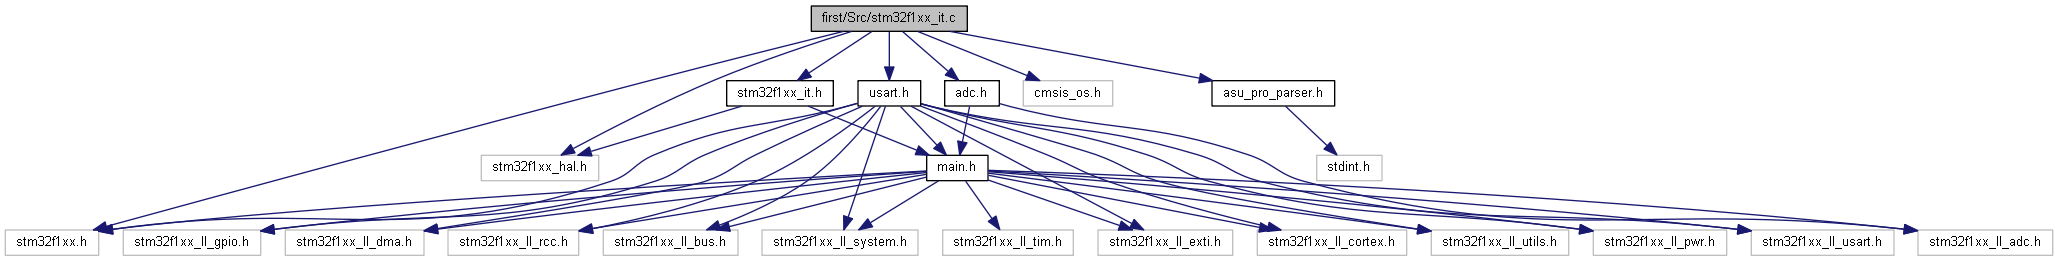 first/Src/stm32f1xx_it.c
stm32f1xx_it.h
usart.h
adc.h
cmsis_os.h
asu_pro_parser.h
stm32f1xx_hal.h
main.h
stdint.h
stm32f1xx.h
stm32f1xx_ll_gpio.h
stm32f1xx_ll_dma.h
stm32f1xx_ll_rcc.h
stm32f1xx_ll_bus.h
stm32f1xx_ll_system.h
stm32f1xx_ll_tim.h
stm32f1xx_ll_exti.h
stm32f1xx_ll_cortex.h
stm32f1xx_ll_utils.h
stm32f1xx_ll_pwr.h
stm32f1xx_ll_usart.h
stm32f1xx_ll_adc.h